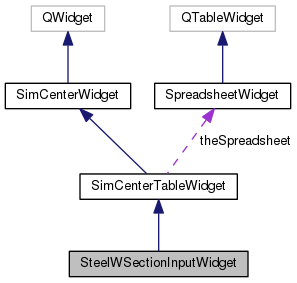 QWidget
QTableWidget
SimCenterWidget
SpreadsheetWidget
theSpreadsheet
SimCenterTableWidget
SteelWSectionInputWidget